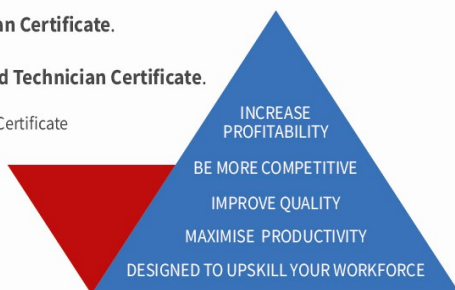 an Certificate.
d Technician Certificate.
Certificate
INCREASE
PROFITABILITY
BE MORE COMPETITIVE
IMPROVE QUALITY
MAXIMISE PRODUCTIVITY
DESIGNED TO UPSKILL YOUR WORKFORCE